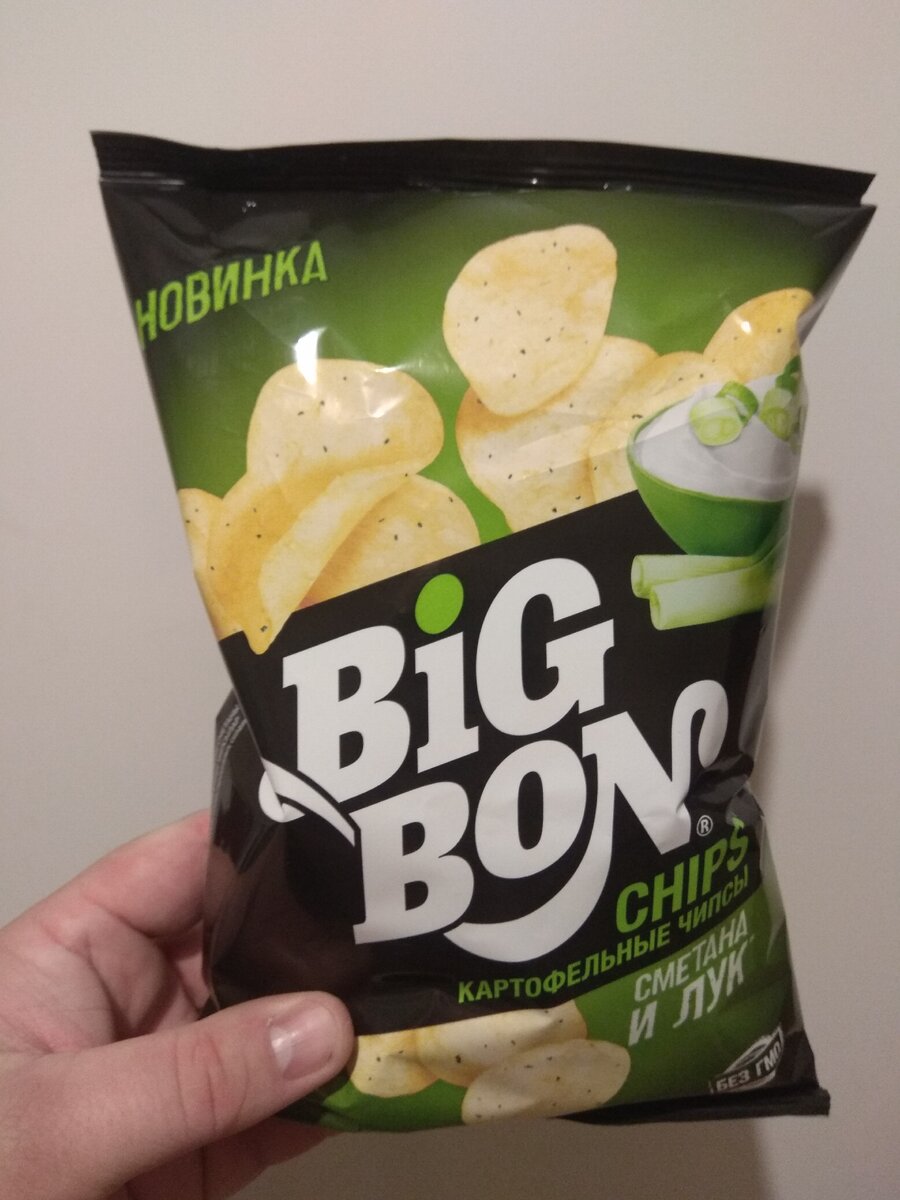 НОВИНКА
BiG
BON®
CHIPS
КАРТОФЕЛЬНЫЕ ЧИПСЫ
СМЕТАНА
И ЛУК
БЕЗ ГМО